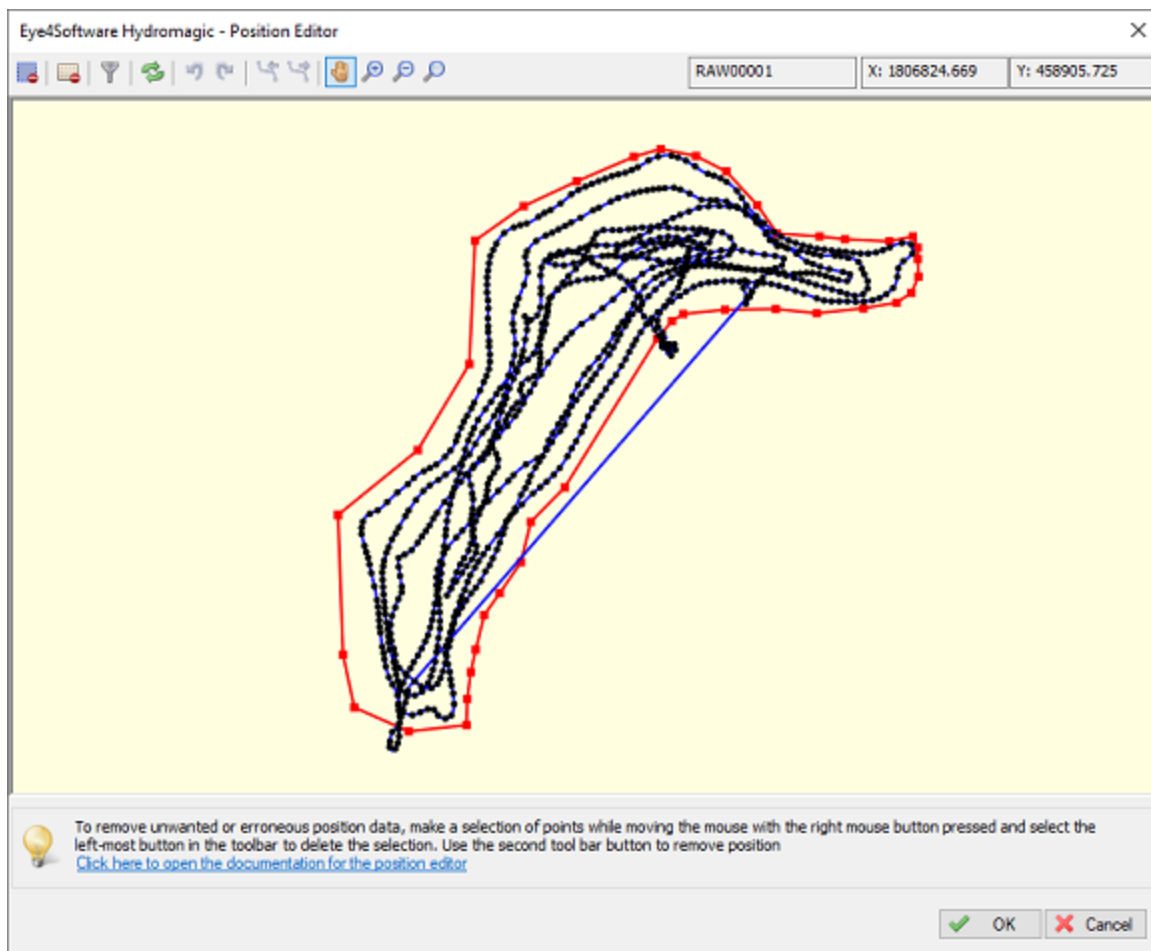 Eye4Software Hydromagic - Position Editor
RAW00001 X: 1806824.669 Y: 458905.725
To remove unwanted or erroneous position data, make a selection of points while moving the mouse with the right mouse button pressed and select the
left-most button in the toolbar to delete the selection. Use the second tool bar button to remove position
Click here to open the documentation for the position editor
OK Cancel